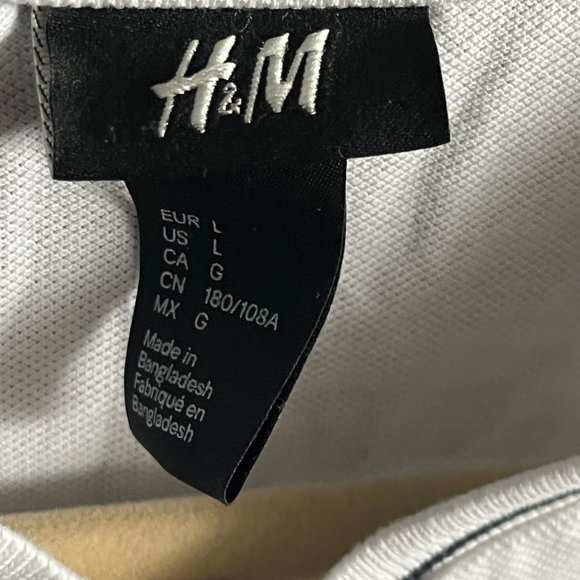 H&M
EUR L
US L
CA G
CN 180/108A
MX G
Made in
Bangladesh
Fabriqué en
Bangladesh